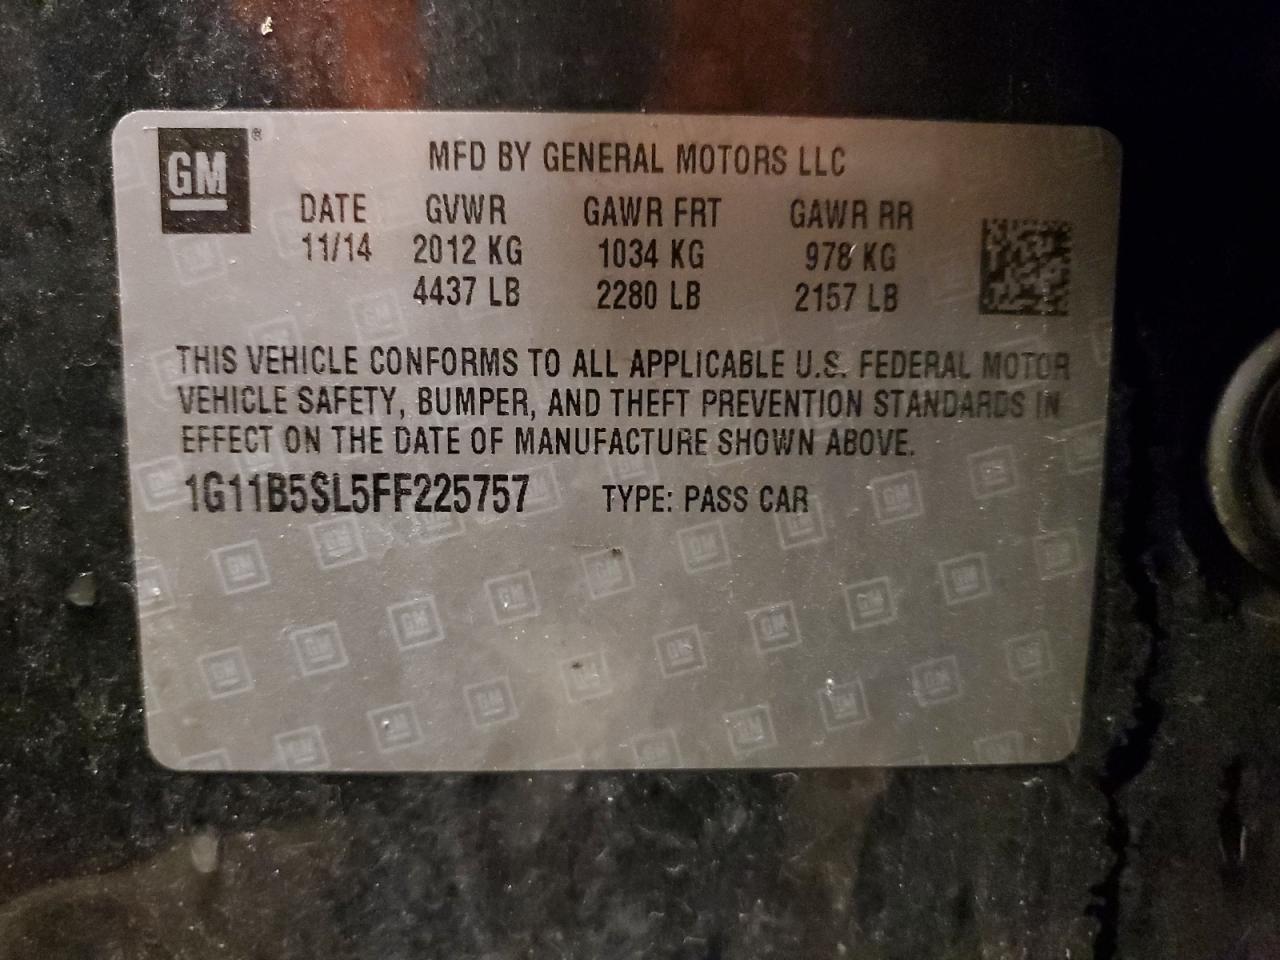 GM ®
MFD BY GENERAL MOTORS LLC
DATE GVWR GAWR FRT GAWR RR
11/14 2012 KG 1034 KG 978 KG
4437 LB 2280 LB 2157 LB
THIS VEHICLE CONFORMS TO ALL APPLICABLE U.S. FEDERAL MOTOR
VEHICLE SAFETY, BUMPER, AND THEFT PREVENTION STANDARDS IN
EFFECT ON THE DATE OF MANUFACTURE SHOWN ABOVE.
1G11B5SL5FF225757 TYPE: PASS CAR